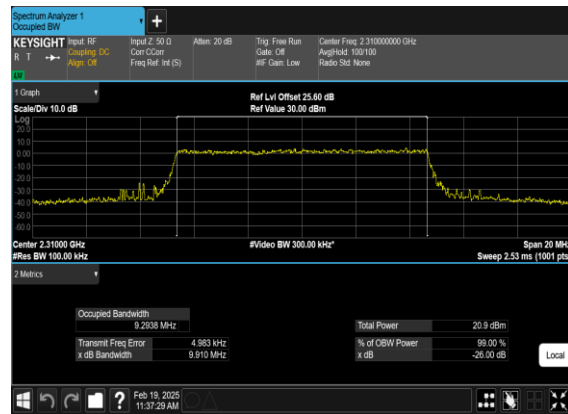 Spectrum Analyzer 1
Occupied BW
KEYSIGHT
R T
LW
Input: RF
Coupling: DC
Align: Off
Input Z: 50 Ω
Corr CCorr
Freq Ref: Int (S)
Atten: 20 dB
Trig: Free Run
Gate: Off
#IF Gain: Low
Center Freq: 2.310000000 GHz
Avg|Hold: 100/100
Radio Std: None
1 Graph
Scale/Div 10.0 dB
Ref Lvl Offset 25.60 dB
Ref Value 30.00 dBm
Log
20.0
10.0
0.00
-10.0
-20.0
-30.0
-40.0
-50.0
-60.0
Center 2.31000 GHz
#Res BW 100.00 kHz
#Video BW 300.00 kHz*
Span 20 MHz
Sweep 2.53 ms (1001 pts)
2 Metrics
Occupied Bandwidth
9.2938 MHz
Transmit Freq Error 4.983 kHz
x dB Bandwidth 9.910 MHz
Total Power 20.9 dBm
% of OBW Power 99.00 %
x dB -26.00 dB
Local
Feb 19, 2025
11:37:29 AM